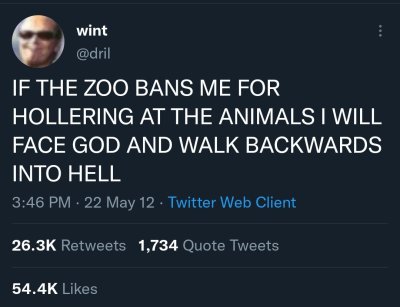 wint
@dril
IF THE ZOO BANS ME FOR
HOLLERING AT THE ANIMALS I WILL
FACE GOD AND WALK BACKWARDS
INTO HELL
3:46 PM · 22 May 12 · Twitter Web Client
26.3K Retweets 1,734 Quote Tweets
54.4K Likes